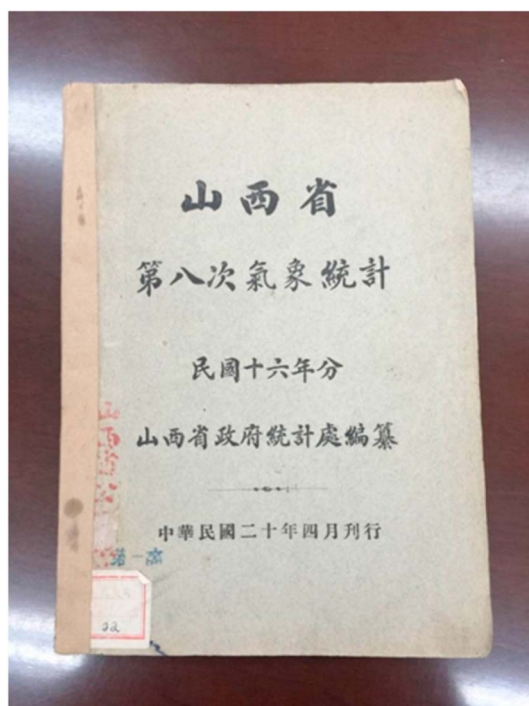 山西省
第八次氣象統計
民國十六年分
山西省政府統計處編纂
中華民國二十年四月刊行
22